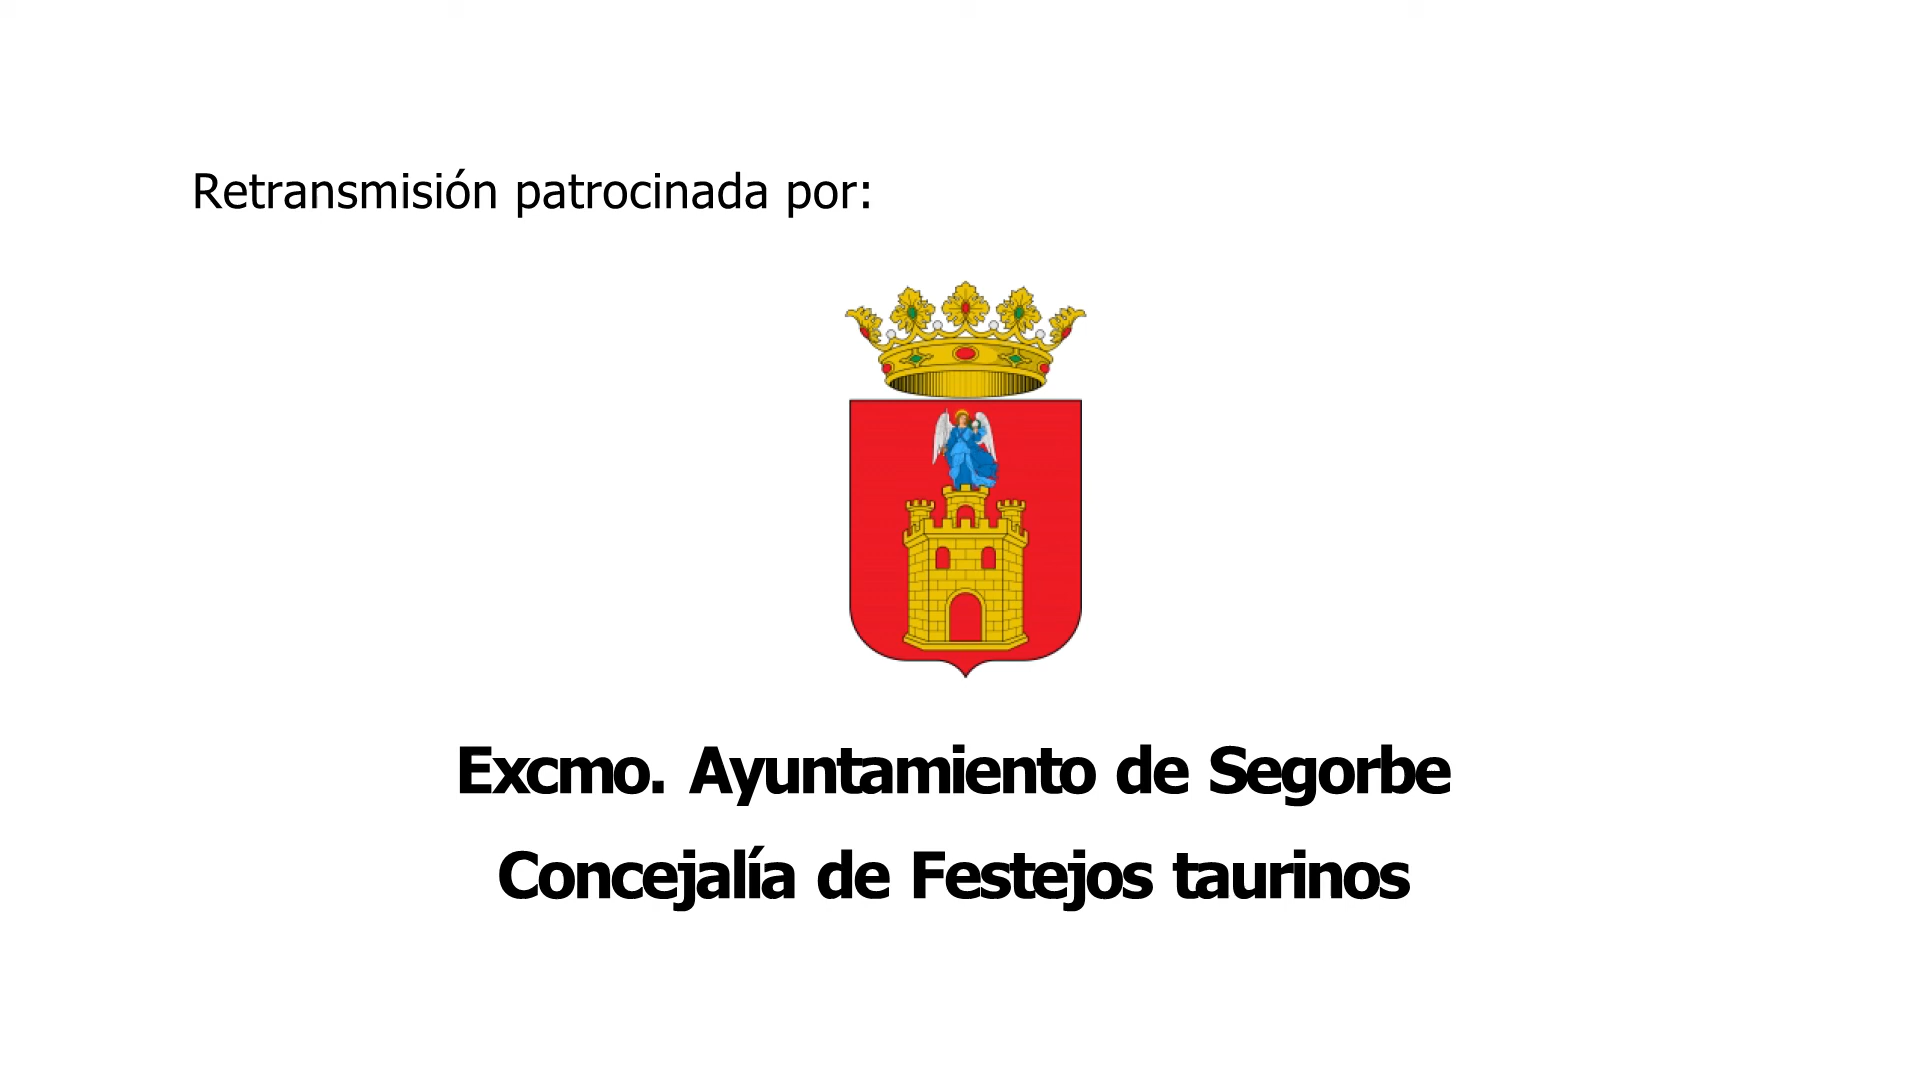 Retransmisión patrocinada por:
Excmo. Ayuntamiento de Segorbe
Concejalía de Festejos taurinos